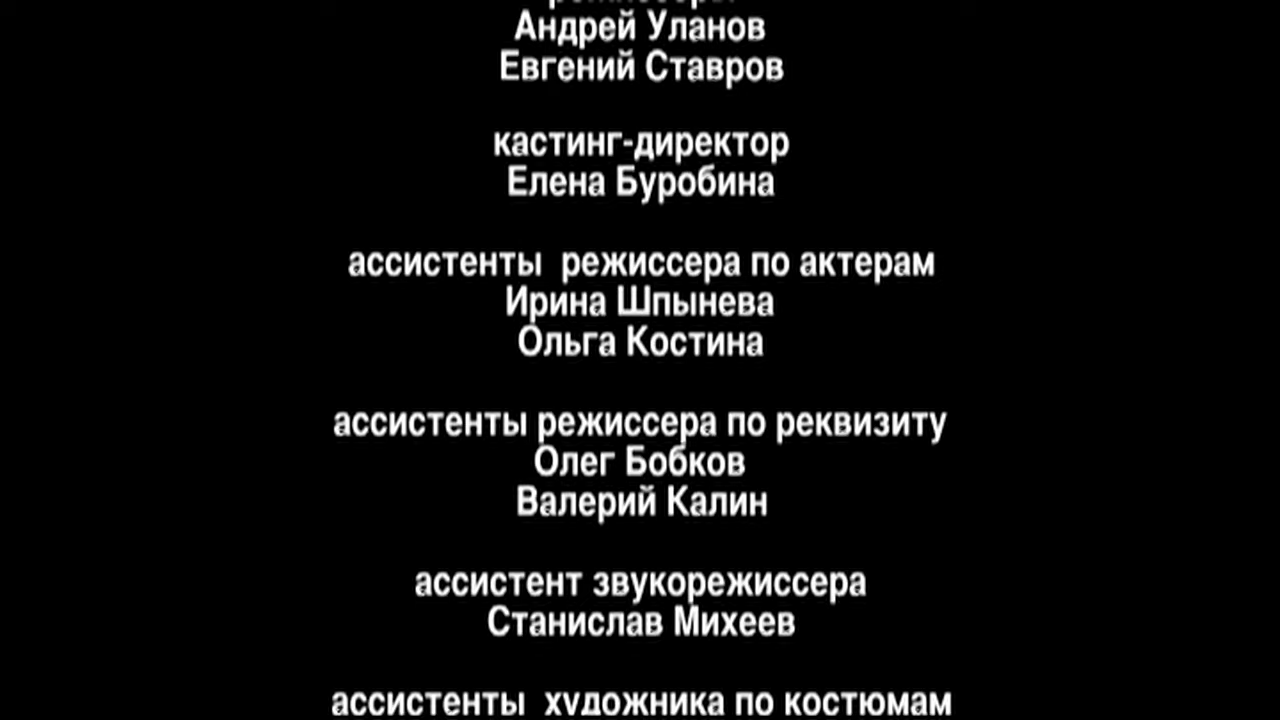 режиссеры
Андрей Уланов
Евгений Ставров
кастинг-директор
Елена Буробина
ассистенты режиссера по актерам
Ирина Шпынева
Ольга Костина
ассистенты режиссера по реквизиту
Олег Бобков
Валерий Калин
ассистент звукорежиссера
Станислав Михеев
ассистенты художника по костюмам